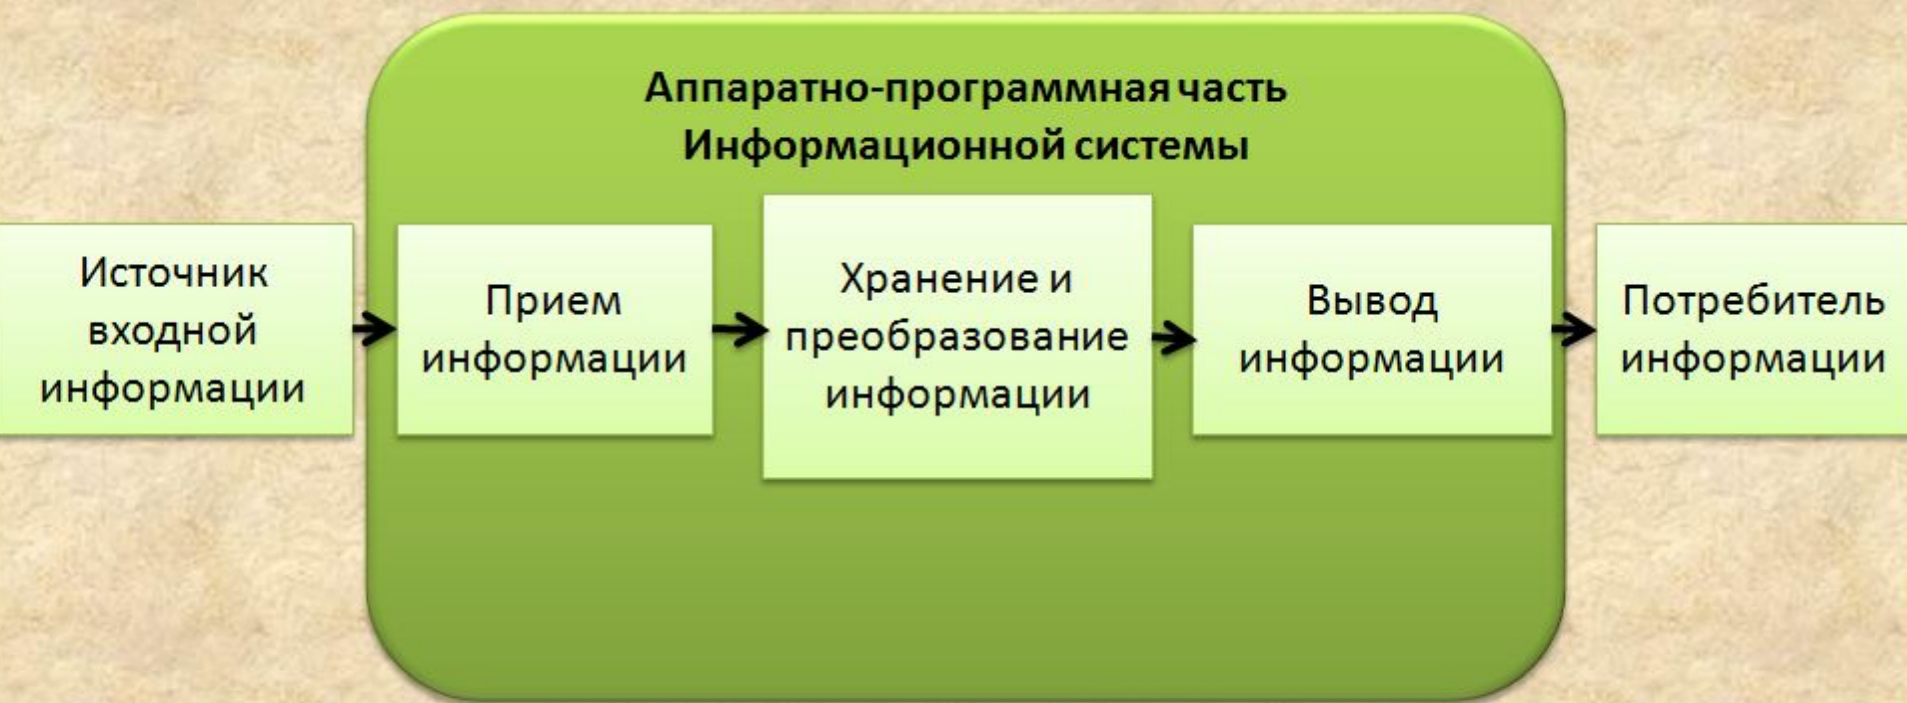 Аппаратно-программная часть
Информационной системы
Источник
входной
информации
Прием
информации
Хранение и
преобразование
информации
Вывод
информации
Потребитель
информации